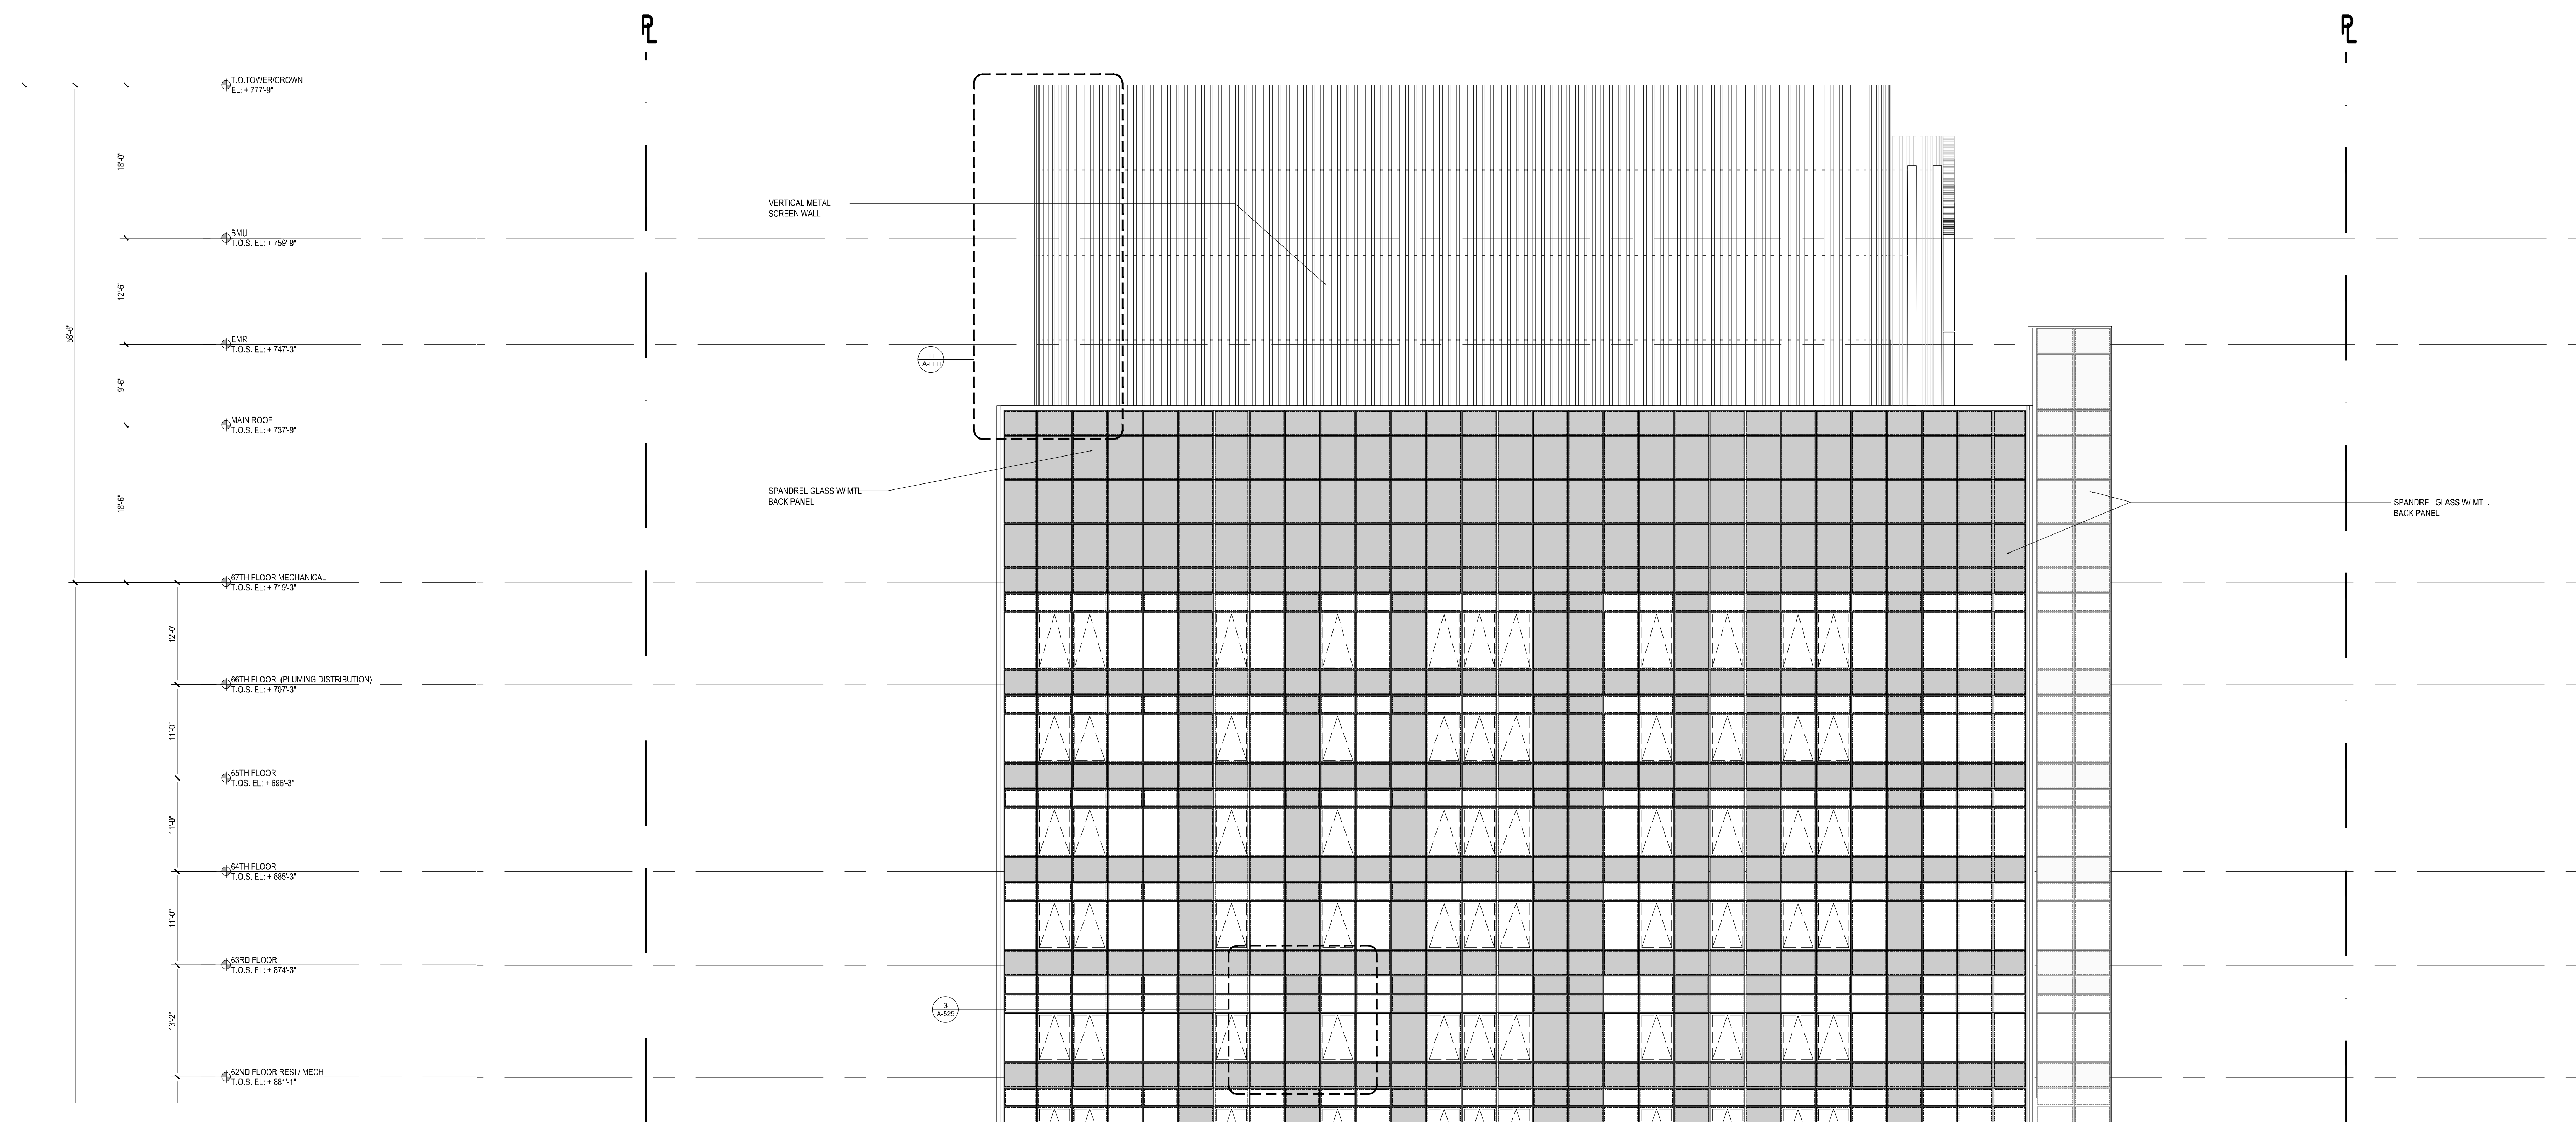 PL
PL
T.O.TOWER/CROWN
EL: + 777'-9"
18'-0"
VERTICAL METAL
SCREEN WALL
BMU
T.O.S. EL: + 759'-9"
12'-6"
58'-6"
EMR
T.O.S. EL: + 747'-3"
A-
9'-6"
MAIN ROOF
T.O.S. EL: + 737'-9"
18'-6"
SPANDREL GLASS W/ MTL.
BACK PANEL
SPANDREL GLASS W/ MTL.
BACK PANEL
67TH FLOOR MECHANICAL
T.O.S. EL: + 719'-3"
12'-0"
66TH FLOOR (PLUMING DISTRIBUTION)
T.O.S. EL: + 707'-3"
11'-0"
65TH FLOOR
T.OS. EL: + 696'-3"
11'-0"
64TH FLOOR
T.O.S. EL: + 685'-3"
11'-0"
63RD FLOOR
T.O.S. EL: + 674'-3"
3
A-526
13'-2"
62ND FLOOR RESI / MECH
T.O.S. EL: + 661'-1"